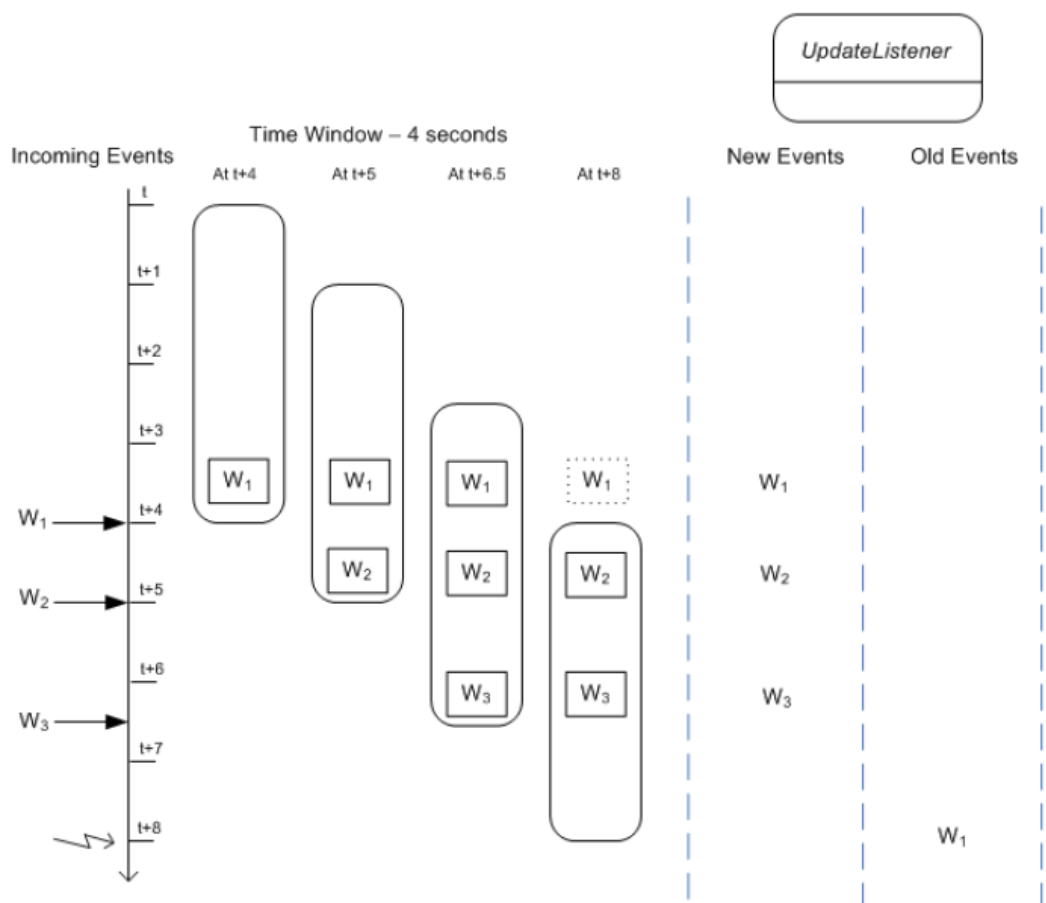 UpdateListener
Time Window – 4 seconds
Incoming Events
New Events
Old Events
At t+4
At t+5
At t+6.5
At t+8
t
t+1
t+2
t+3
W₁
W₁
W₁
W₁
W₁
W₁
t+4
W₂
W₂
W₂
W₂
W₂
t+5
t+6
W₃
W₃
W₃
W₃
t+7
t+8
W₁